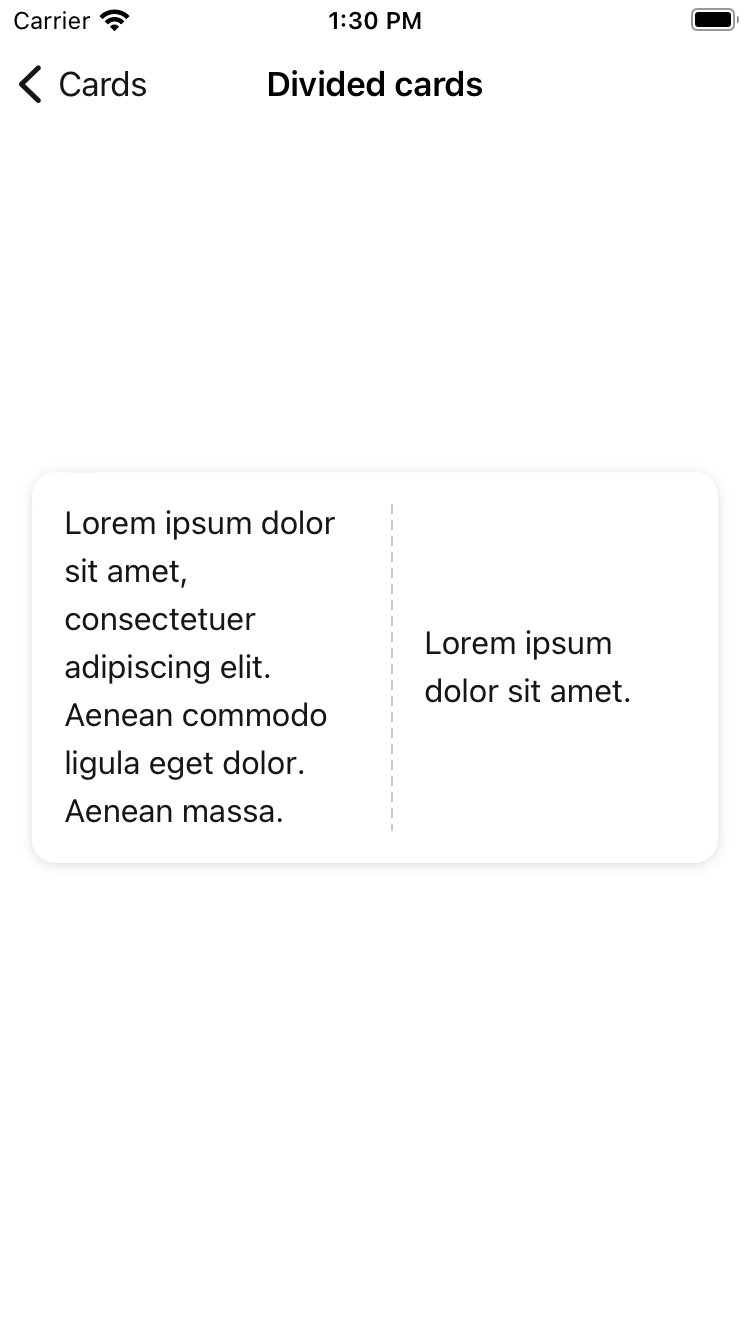 Carrier 1:30 PM
Cards Divided cards
Lorem ipsum dolor
sit amet,
consectetuer
adipiscing elit.
Aenean commodo
ligula eget dolor.
Aenean massa.
Lorem ipsum
dolor sit amet.